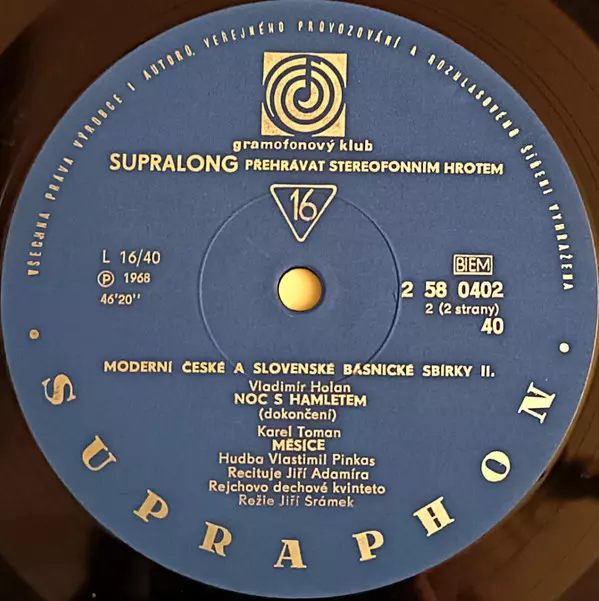 VŠECHNA PRÁVA VÝROBCE I AUTORŮ, VEŘEJNÉHO PROVOZOVÁNÍ A ROZHLASOVÉHO ŠÍŘENÍ VYHRAŽENA
gramofonový klub
SUPRALONG PŘEHRÁVAT STEREOFONNÍM HROTEM
16
L 16/40
Ⓟ 1968
46'20''
BIEM
2 58 0402
2 (2 strany)
40
MODERNÍ ČESKÉ A SLOVENSKÉ BÁSNICKÉ SBÍRKY II.
Vladimír Holan
NOC S HAMLETEM
(dokončení)
Karel Toman
MĚSÍCE
Hudba Vlastimil Pinkas
Recituje Jiří Adamíra
Rejchovo dechové kvinteto
Režie Jiří Šrámek
• SUPRAPHON •